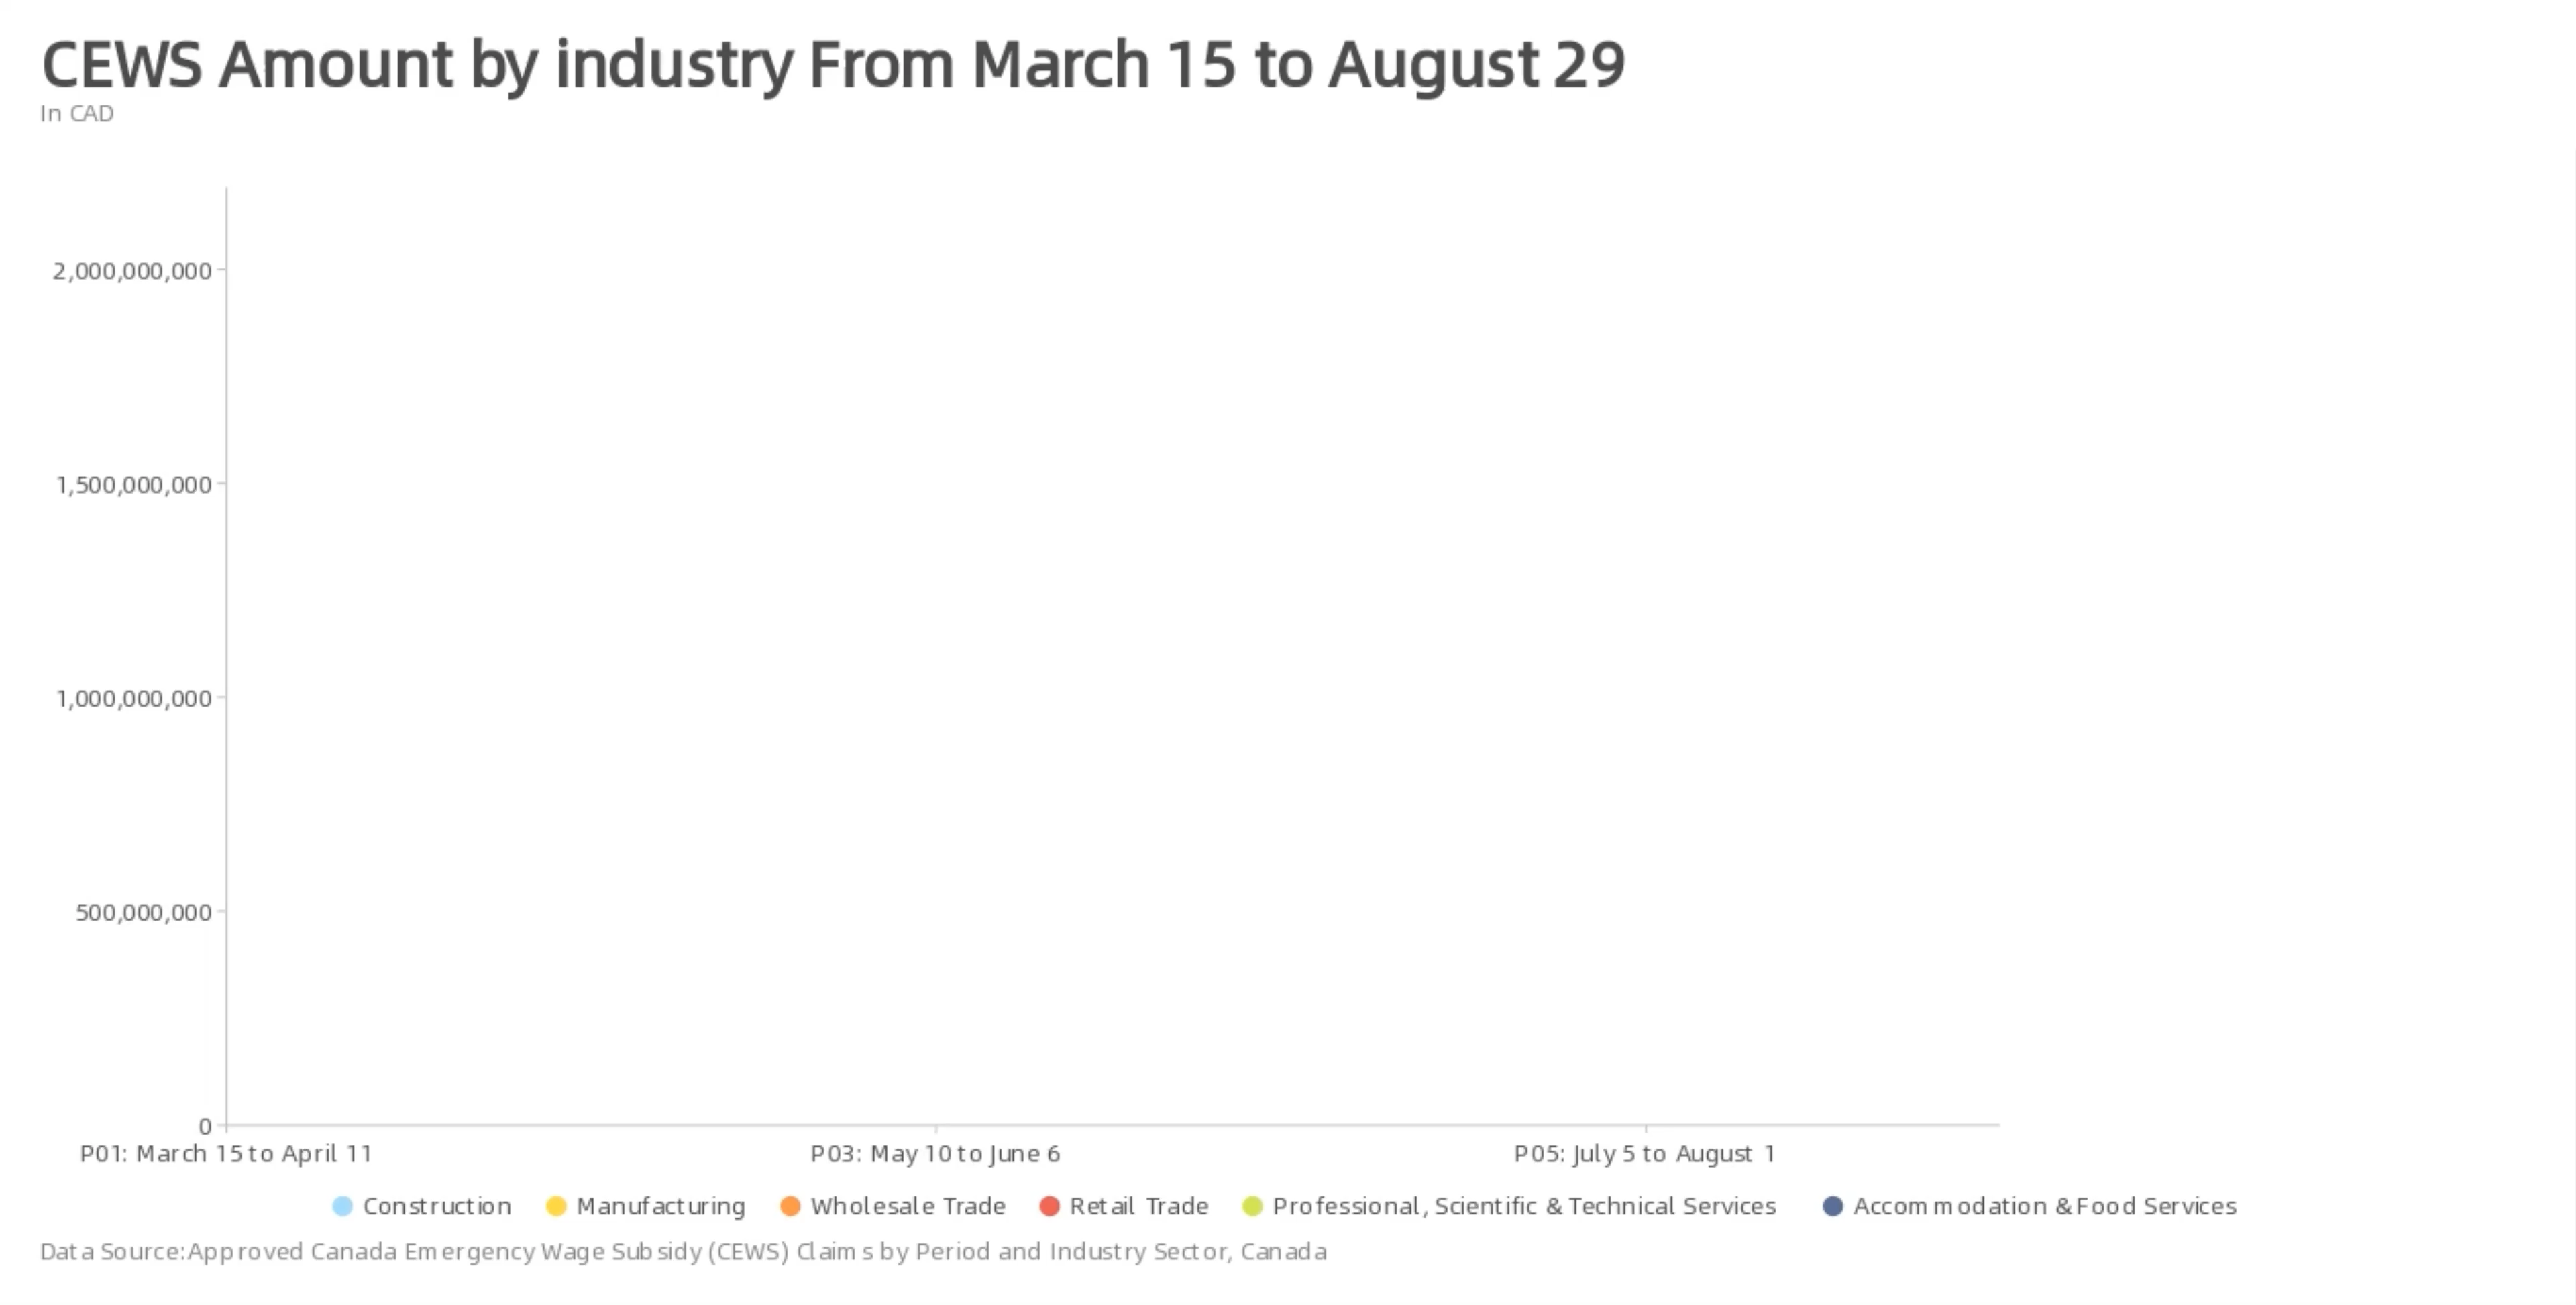 CEWS Amount by industry From March 15 to August 29
In CAD
2,000,000,000
1,500,000,000
1,000,000,000
500,000,000
0
P01: March 15 to April 11 P03: May 10 to June 6 P05: July 5 to August 1
Construction Manufacturing Wholesale Trade Retail Trade Professional, Scientific & Technical Services Accommodation & Food Services
Data Source:Approved Canada Emergency Wage Subsidy (CEWS) Claims by Period and Industry Sector, Canada